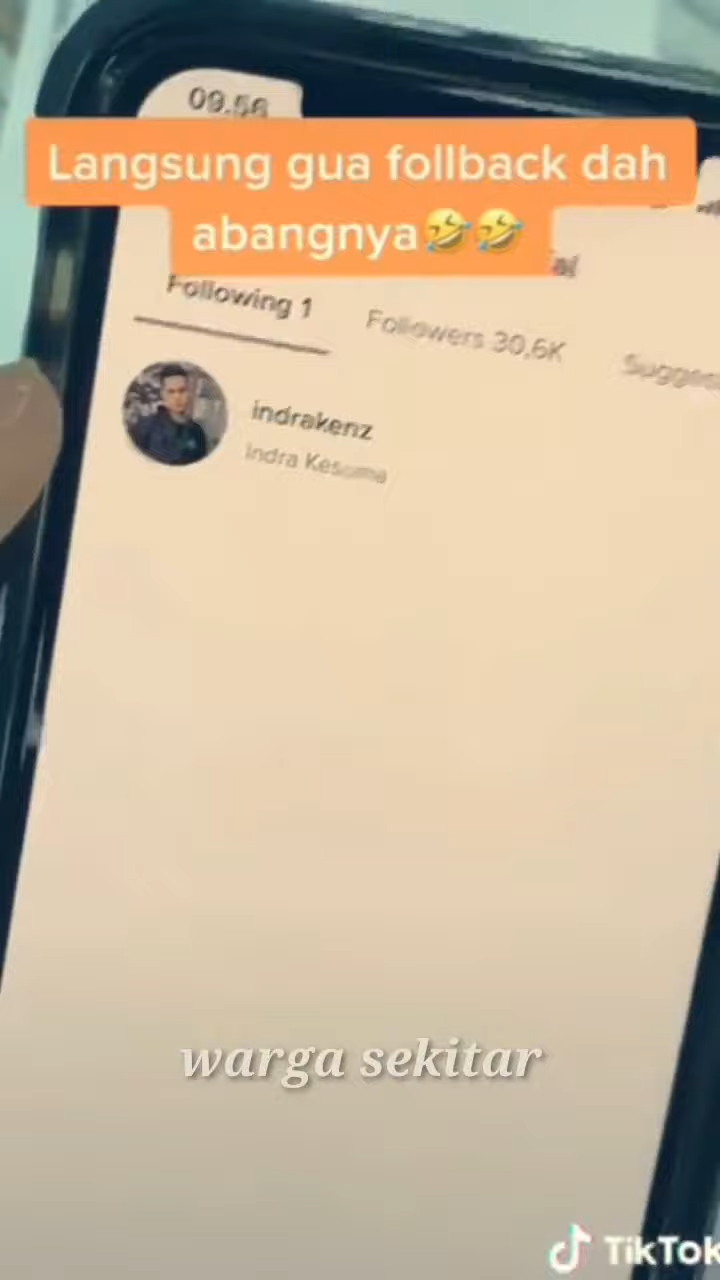 09.56
Langsung gua follback dah
abangnya🤣🤣
Following 1
Followers 30,6K
indrakenz
Indra Kesuma
warga sekitar
TikTok